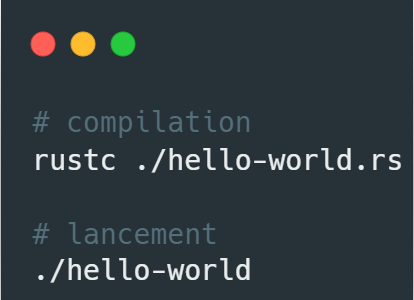 # compilation
rustc ./hello-world.rs
# lancement
./hello-world